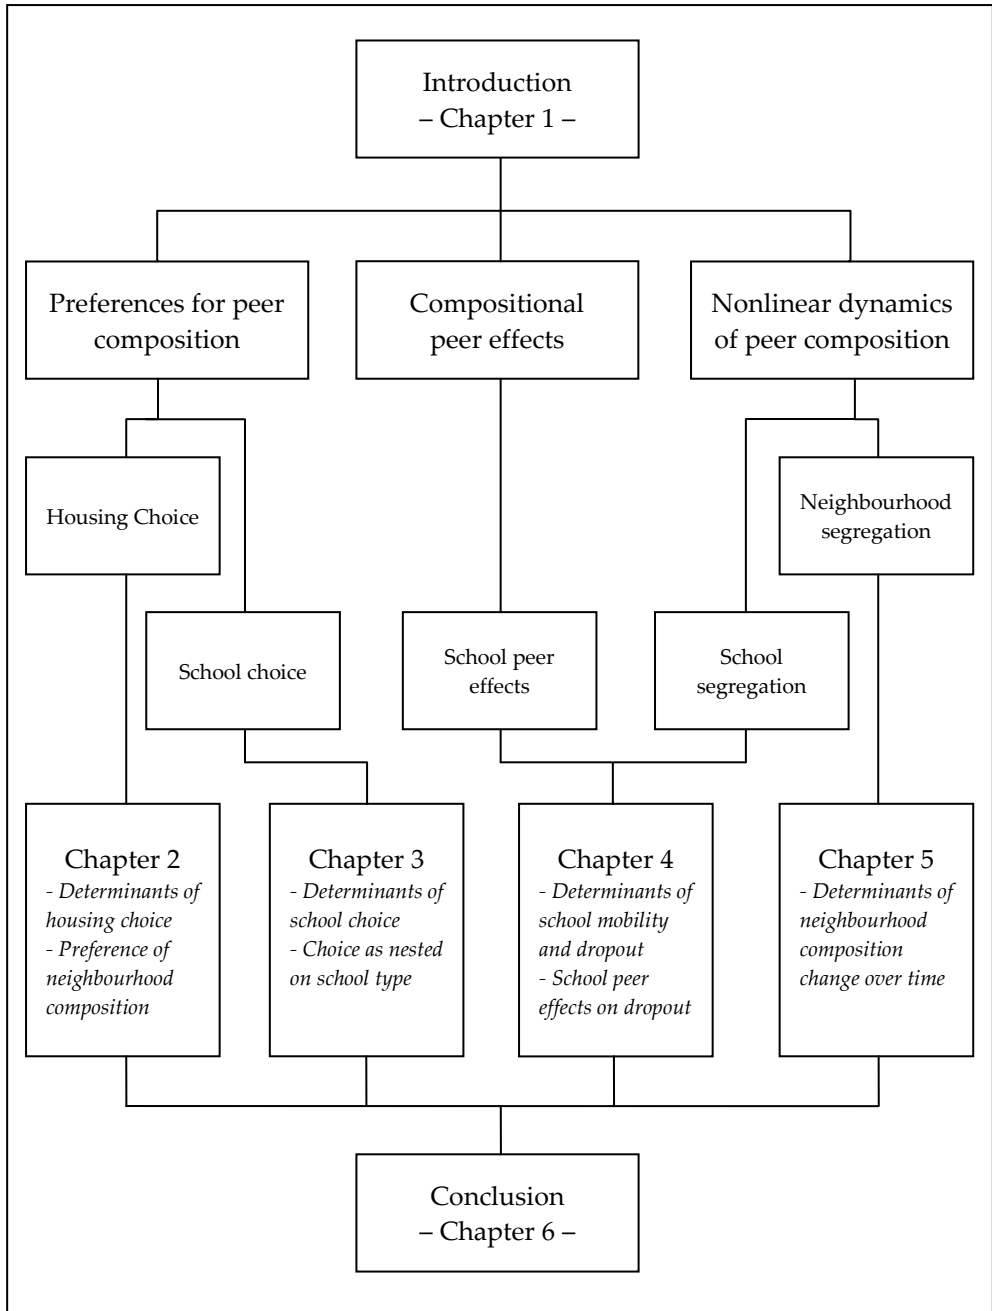 Introduction
– Chapter 1 –
Preferences for peer
composition
Compositional
peer effects
Nonlinear dynamics
of peer composition
Housing Choice
Neighbourhood
segregation
School choice
School peer
effects
School
segregation
Chapter 2
- Determinants of
housing choice
- Preference of
neighbourhood
composition
Chapter 3
- Determinants of
school choice
- Choice as nested
on school type
Chapter 4
- Determinants of
school mobility
and dropout
- School peer
effects on dropout
Chapter 5
- Determinants of
neighbourhood
composition
change over time
Conclusion
– Chapter 6 –